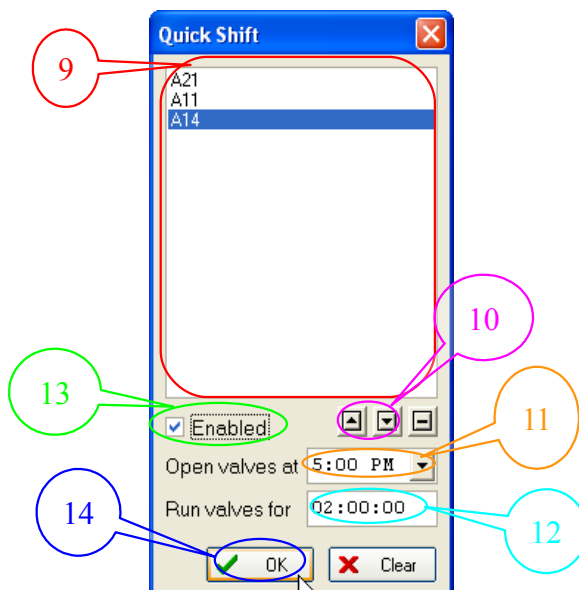 Quick Shift
9
A21
A11
A14
10
13
Enabled
11
Open valves at 5:00 PM
Run valves for 02:00:00
12
14
OK Clear